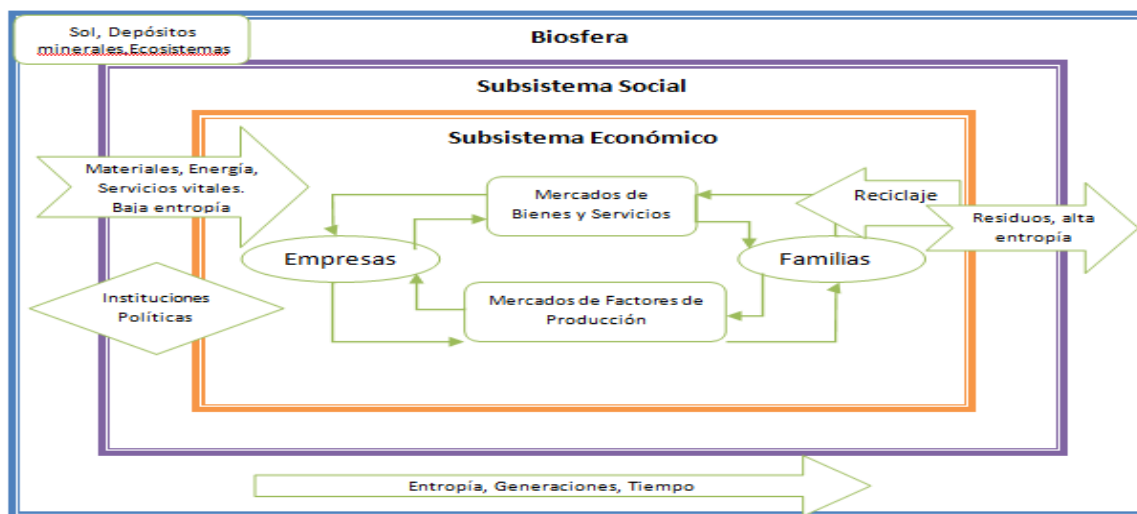 Sol, Depósitos
minerales,Ecosistemas
Biosfera
Subsistema Social
Subsistema Económico
Materiales, Energía,
Servicios vitales.
Baja entropía
Mercados de
Bienes y Servicios
Reciclaje
Residuos, alta
entropía
Empresas
Familias
Instituciones
Políticas
Mercados de Factores de
Producción
Entropía, Generaciones, Tiempo